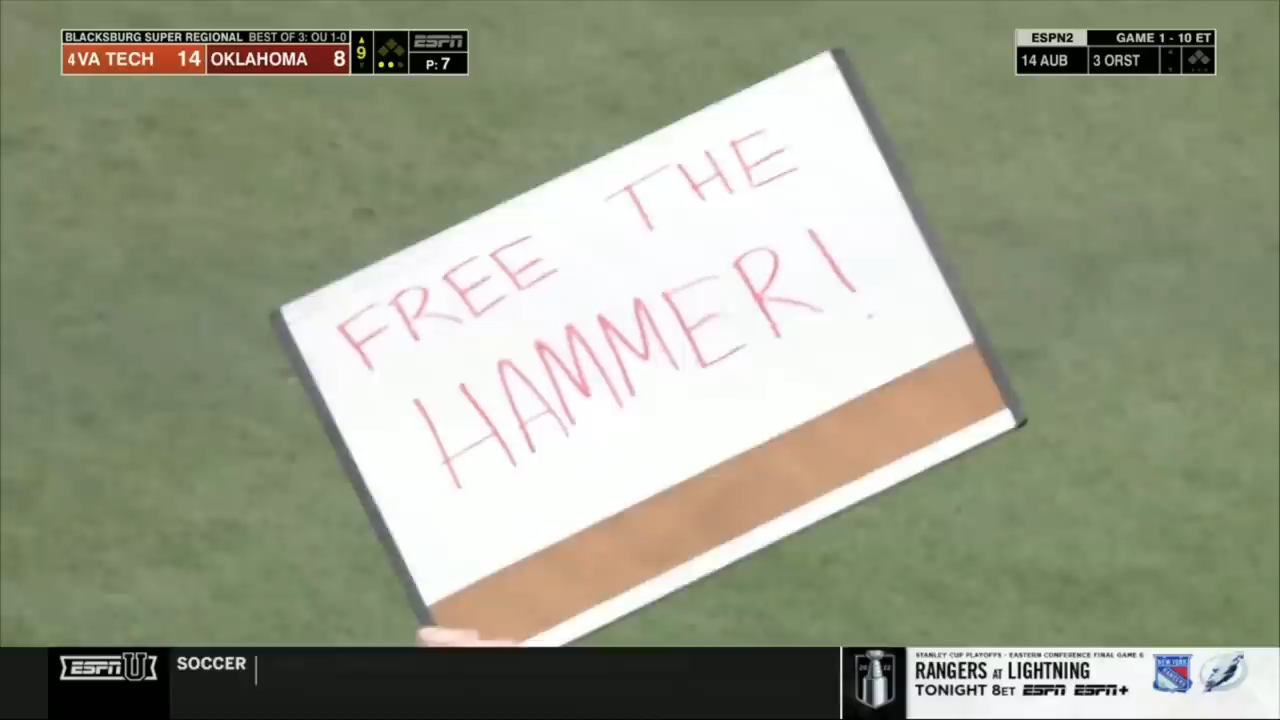 BLACKSBURG SUPER REGIONAL BEST OF 3: OU 1-0
4 VA TECH 14 OKLAHOMA 8 9 ESPN P: 7
ESPN2 GAME 1 - 10 ET
14 AUB 3 ORST
FREE THE
HAMMER!
ESPNU SOCCER
STANLEY CUP PLAYOFFS - EASTERN CONFERENCE FINAL GAME 6
RANGERS AT LIGHTNING
TONIGHT 8ET ESPN ESPN+